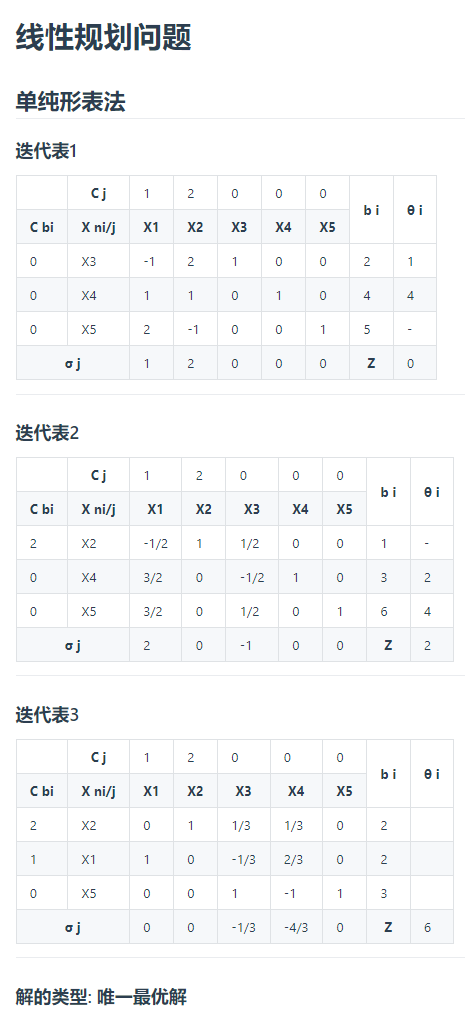 线性规划问题
单纯形表法
迭代表1
C j 1 2 0 0 0 b i θ i
C bi X ni/j X1 X2 X3 X4 X5
0 X3 -1 2 1 0 0 2 1
0 X4 1 1 0 1 0 4 4
0 X5 2 -1 0 0 1 5 -
σ j 1 2 0 0 0 Z 0
迭代表2
C j 1 2 0 0 0 b i θ i
C bi X ni/j X1 X2 X3 X4 X5
2 X2 -1/2 1 1/2 0 0 1 -
0 X4 3/2 0 -1/2 1 0 3 2
0 X5 3/2 0 1/2 0 1 6 4
σ j 2 0 -1 0 0 Z 2
迭代表3
C j 1 2 0 0 0 b i θ i
C bi X ni/j X1 X2 X3 X4 X5
2 X2 0 1 1/3 1/3 0 2
1 X1 1 0 -1/3 2/3 0 2
0 X5 0 0 1 -1 1 3
σ j 0 0 -1/3 -4/3 0 Z 6
解的类型: 唯一最优解